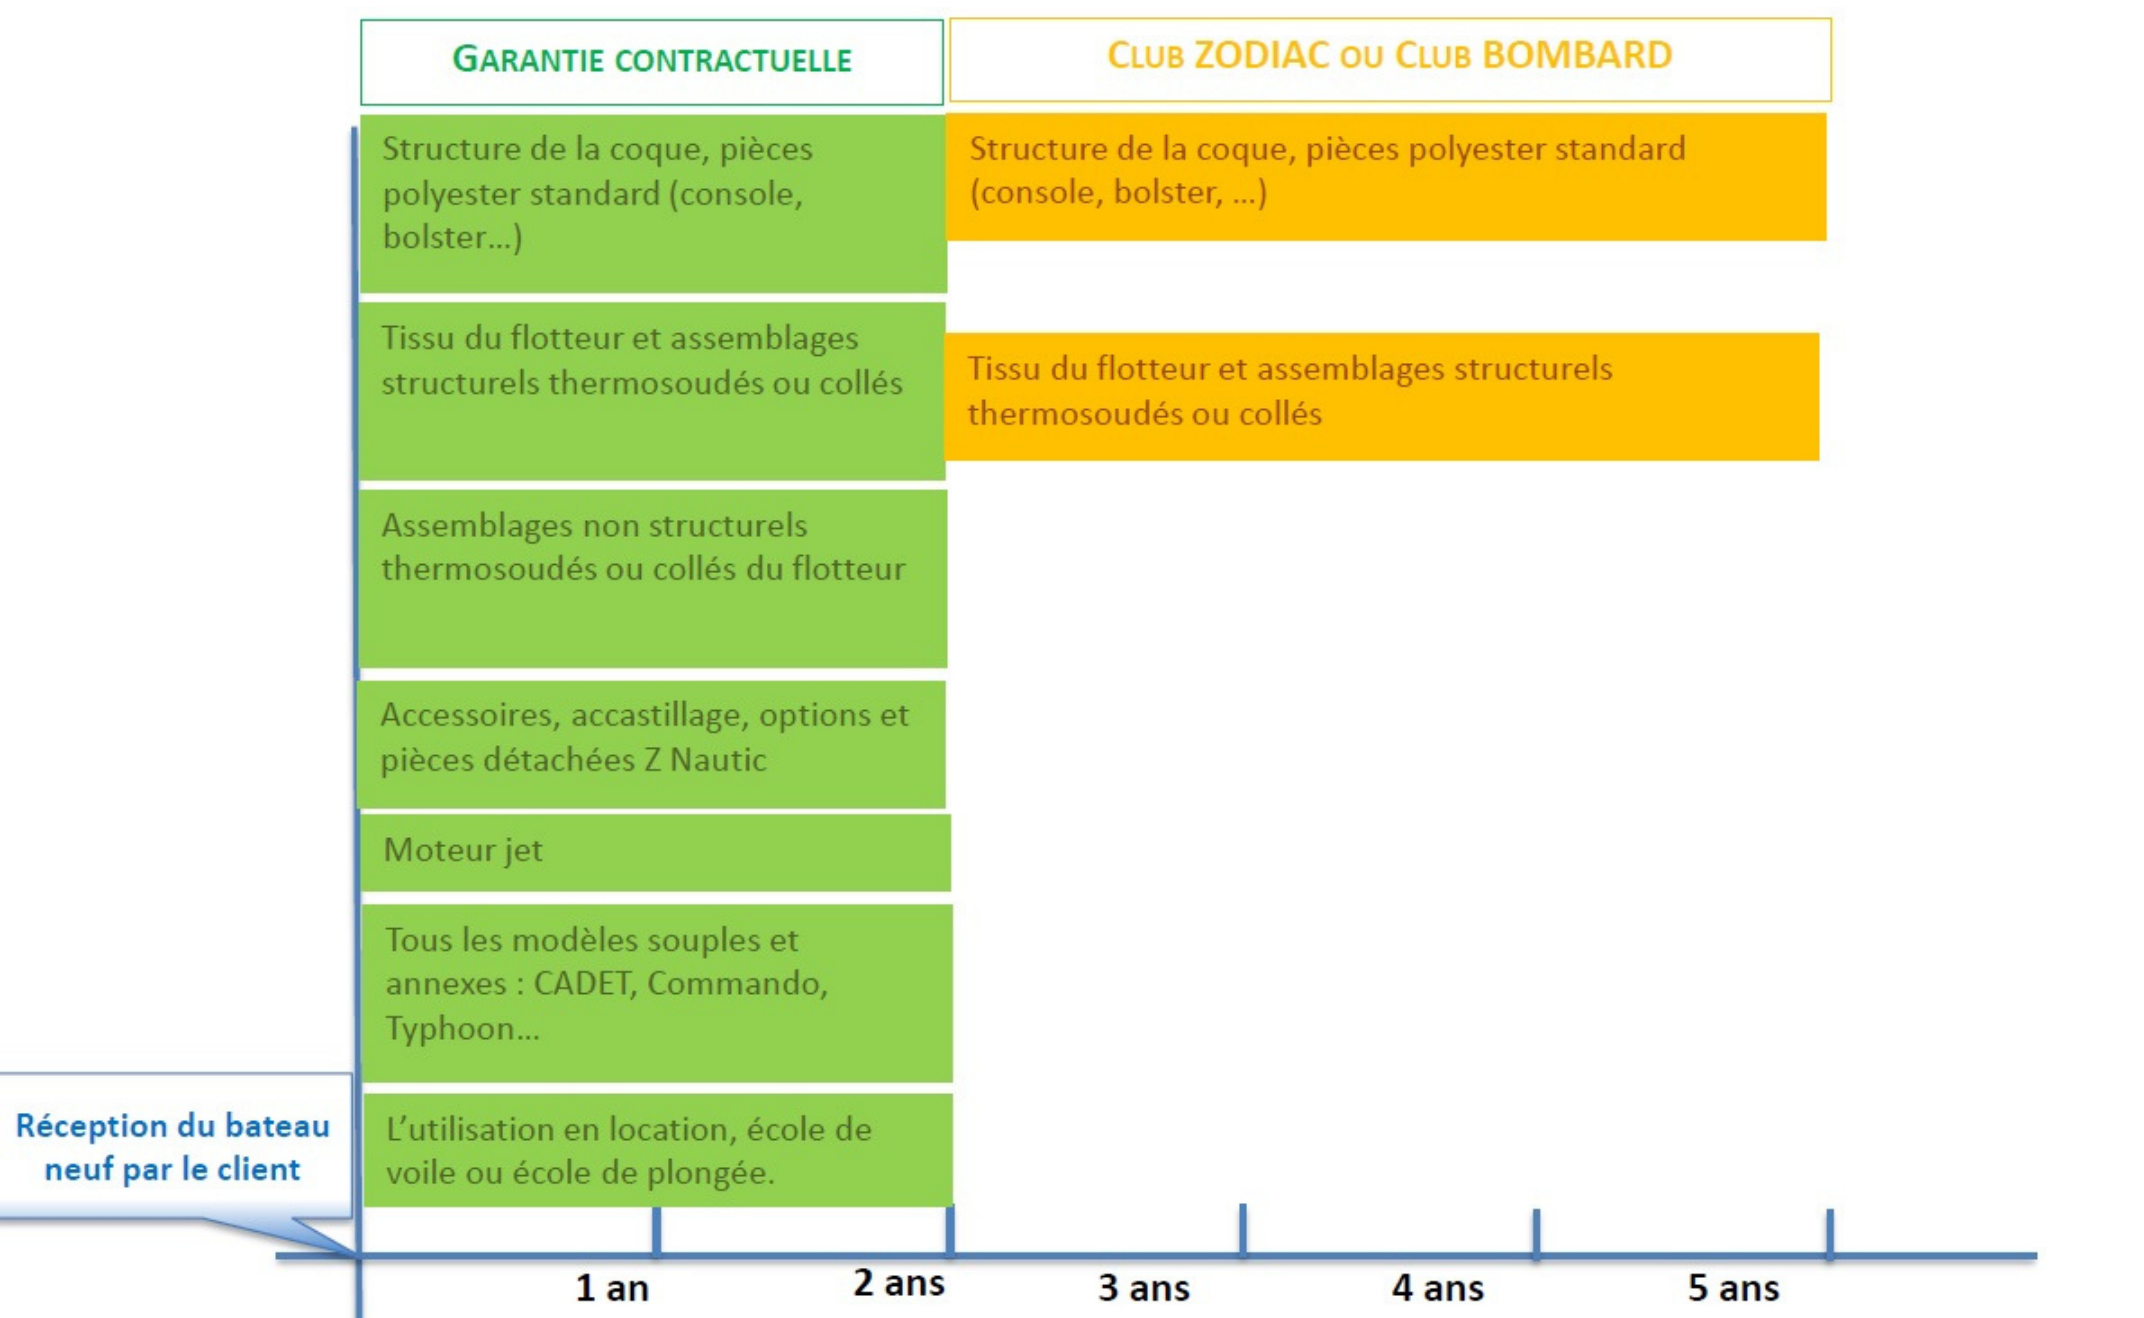 GARANTIE CONTRACTUELLE
CLUB ZODIAC OU CLUB BOMBARD
Structure de la coque, pièces
polyester standard (console,
bolster...)
Structure de la coque, pièces polyester standard
(console, bolster, ...)
Tissu du flotteur et assemblages
structurels thermosoudés ou collés
Tissu du flotteur et assemblages structurels
thermosoudés ou collés
Assemblages non structurels
thermosoudés ou collés du flotteur
Accessoires, accastillage, options et
pièces détachées Z Nautic
Moteur jet
Tous les modèles souples et
annexes : CADET, Commando,
Typhoon...
L’utilisation en location, école de
voile ou école de plongée.
Réception du bateau
neuf par le client
1 an
2 ans
3 ans
4 ans
5 ans